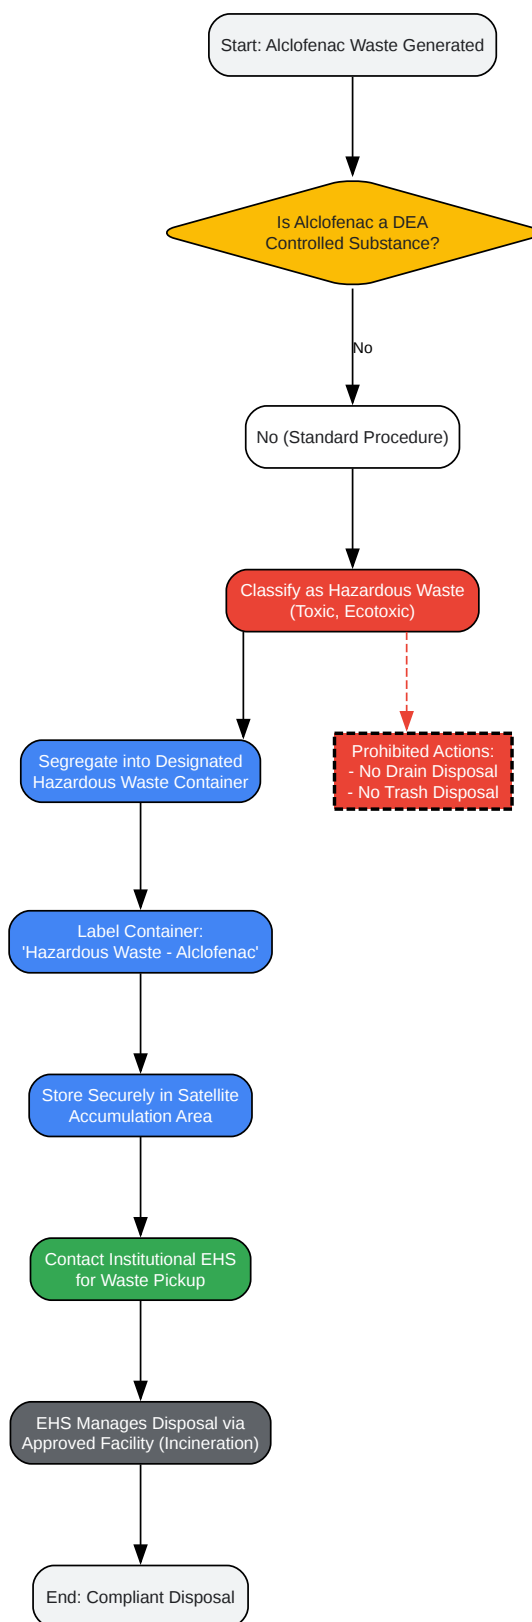 Start: Alclofenac Waste Generated
Is Alclofenac a DEA
Controlled Substance?
No
No (Standard Procedure)
Classify as Hazardous Waste
(Toxic, Ecotoxic)
Segregate into Designated
Hazardous Waste Container
Prohibited Actions:
- No Drain Disposal
- No Trash Disposal
Label Container:
'Hazardous Waste - Alclofenac'
Store Securely in Satellite
Accumulation Area
Contact Institutional EHS
for Waste Pickup
EHS Manages Disposal via
Approved Facility (Incineration)
End: Compliant Disposal